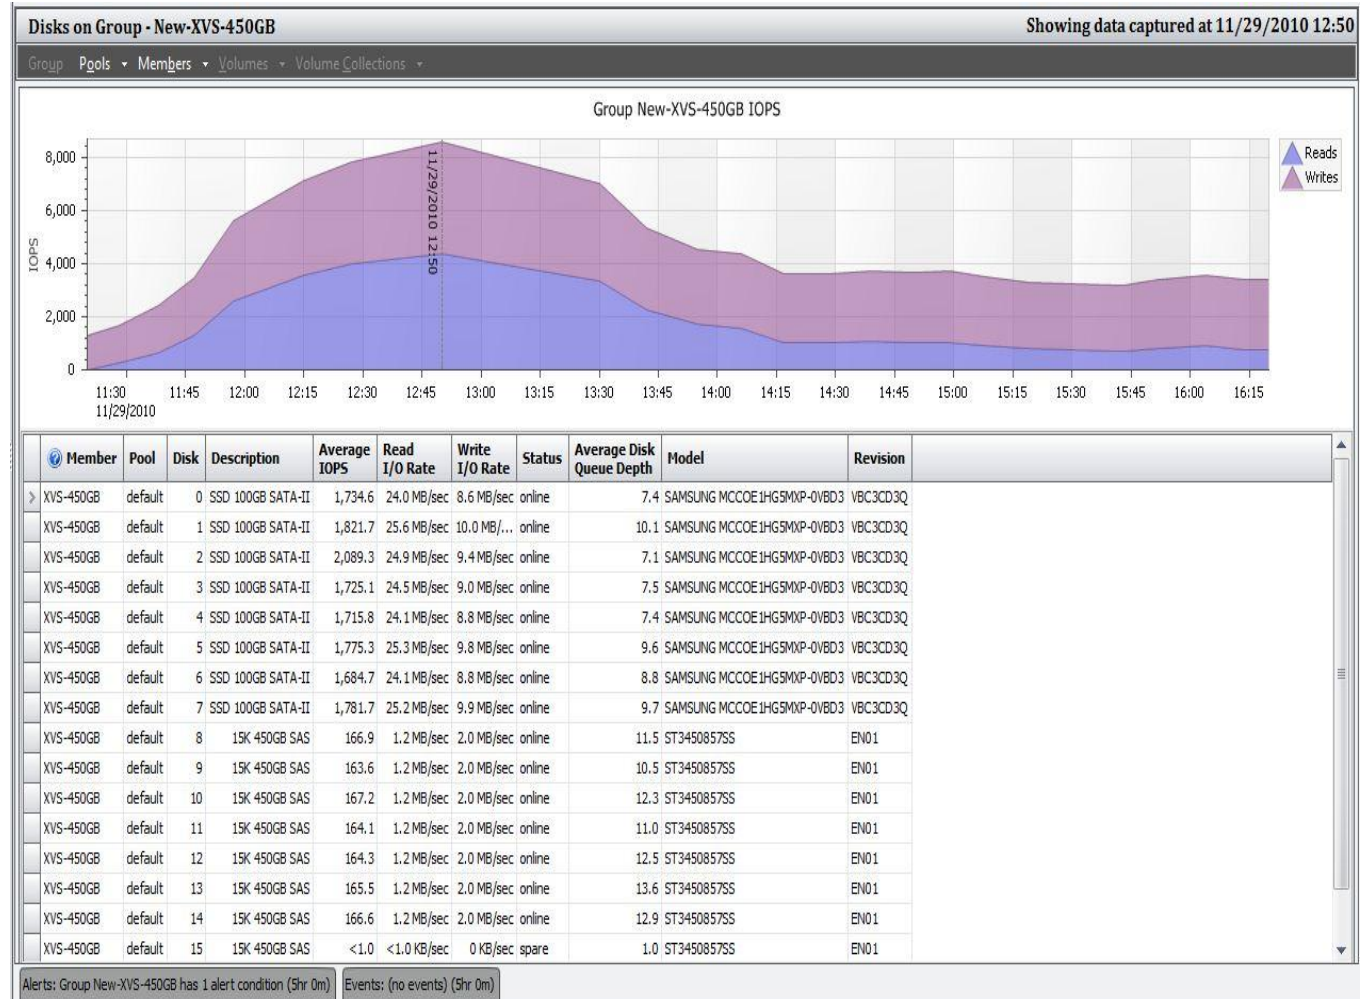 Disks on Group - New-XVS-450GB Showing data captured at 11/29/2010 12:50
Group Pools Members Volumes Volume Collections
Group New-XVS-450GB IOPS
Reads
Writes
IOPS
8,000
6,000
4,000
2,000
0
11/29/2010 12:50
11:30 11:45 12:00 12:15 12:30 12:45 13:00 13:15 13:30 13:45 14:00 14:15 14:30 14:45 15:00 15:15 15:30 15:45 16:00 16:15
11/29/2010
Member Pool Disk Description Average IOPS Read I/O Rate Write I/O Rate Status Average Disk Queue Depth Model Revision
XVS-450GB default 0 SSD 100GB SATA-II 1,734.6 24.0 MB/sec 8.6 MB/sec online 7.4 SAMSUNG MCCOE1HG5MXP-0VBD3 VBC3CD3Q
XVS-450GB default 1 SSD 100GB SATA-II 1,821.7 25.6 MB/sec 10.0 MB/... online 10.1 SAMSUNG MCCOE1HG5MXP-0VBD3 VBC3CD3Q
XVS-450GB default 2 SSD 100GB SATA-II 2,089.3 24.9 MB/sec 9.4 MB/sec online 7.1 SAMSUNG MCCOE1HG5MXP-0VBD3 VBC3CD3Q
XVS-450GB default 3 SSD 100GB SATA-II 1,725.1 24.5 MB/sec 9.0 MB/sec online 7.5 SAMSUNG MCCOE1HG5MXP-0VBD3 VBC3CD3Q
XVS-450GB default 4 SSD 100GB SATA-II 1,715.8 24.1 MB/sec 8.8 MB/sec online 7.4 SAMSUNG MCCOE1HG5MXP-0VBD3 VBC3CD3Q
XVS-450GB default 5 SSD 100GB SATA-II 1,775.3 25.3 MB/sec 9.8 MB/sec online 9.6 SAMSUNG MCCOE1HG5MXP-0VBD3 VBC3CD3Q
XVS-450GB default 6 SSD 100GB SATA-II 1,684.7 24.1 MB/sec 8.8 MB/sec online 8.8 SAMSUNG MCCOE1HG5MXP-0VBD3 VBC3CD3Q
XVS-450GB default 7 SSD 100GB SATA-II 1,781.7 25.2 MB/sec 9.9 MB/sec online 9.7 SAMSUNG MCCOE1HG5MXP-0VBD3 VBC3CD3Q
XVS-450GB default 8 15K 450GB SAS 166.9 1.2 MB/sec 2.0 MB/sec online 11.5 ST3450857SS EN01
XVS-450GB default 9 15K 450GB SAS 163.6 1.2 MB/sec 2.0 MB/sec online 10.5 ST3450857SS EN01
XVS-450GB default 10 15K 450GB SAS 167.2 1.2 MB/sec 2.0 MB/sec online 12.3 ST3450857SS EN01
XVS-450GB default 11 15K 450GB SAS 164.1 1.2 MB/sec 2.0 MB/sec online 11.0 ST3450857SS EN01
XVS-450GB default 12 15K 450GB SAS 164.3 1.2 MB/sec 2.0 MB/sec online 12.5 ST3450857SS EN01
XVS-450GB default 13 15K 450GB SAS 165.5 1.2 MB/sec 2.0 MB/sec online 13.6 ST3450857SS EN01
XVS-450GB default 14 15K 450GB SAS 166.6 1.2 MB/sec 2.0 MB/sec online 12.9 ST3450857SS EN01
XVS-450GB default 15 15K 450GB SAS <1.0 <1.0 KB/sec 0 KB/sec spare 1.0 ST3450857SS EN01
Alerts: Group New-XVS-450GB has 1 alert condition (5hr 0m) Events: (no events) (5hr 0m)